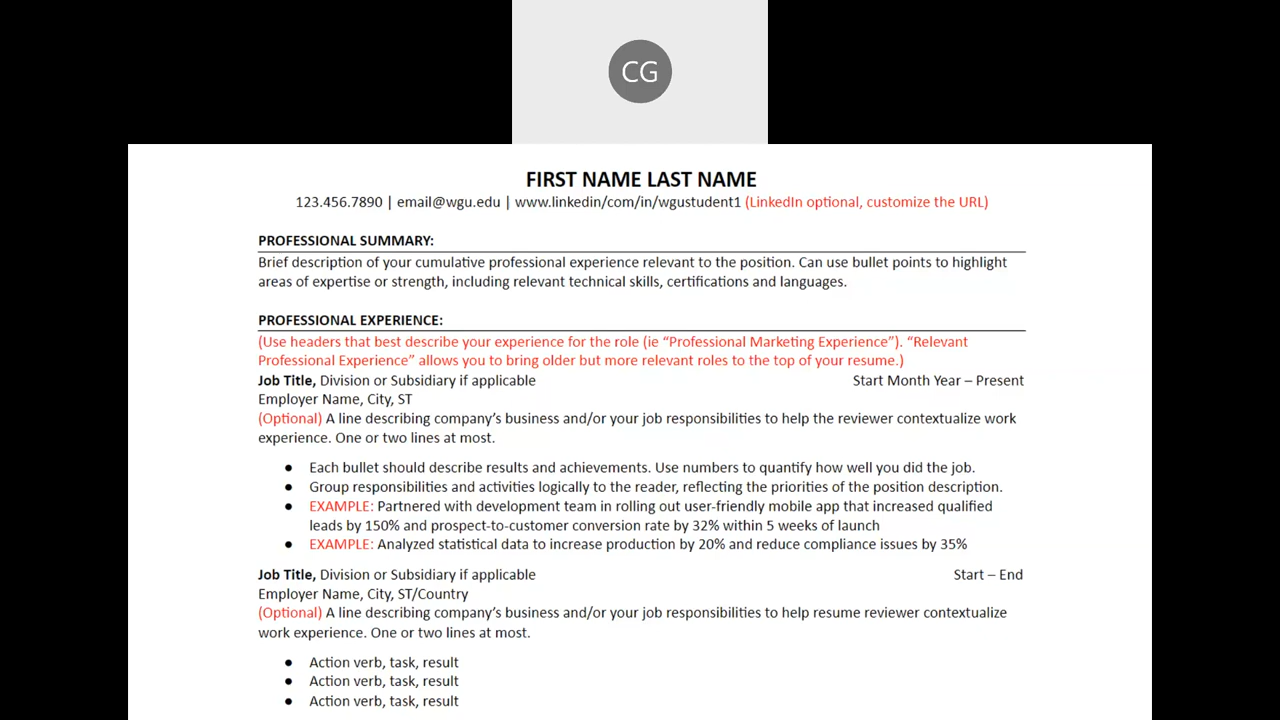 CG
FIRST NAME LAST NAME
123.456.7890 | email@wgu.edu | www.linkedin/com/in/wgustudent1 (LinkedIn optional, customize the URL)
PROFESSIONAL SUMMARY:
Brief description of your cumulative professional experience relevant to the position. Can use bullet points to highlight
areas of expertise or strength, including relevant technical skills, certifications and languages.
PROFESSIONAL EXPERIENCE:
(Use headers that best describe your experience for the role (ie “Professional Marketing Experience”). “Relevant
Professional Experience” allows you to bring older but more relevant roles to the top of your resume.)
Job Title, Division or Subsidiary if applicable Start Month Year – Present
Employer Name, City, ST
(Optional) A line describing company’s business and/or your job responsibilities to help the reviewer contextualize work
experience. One or two lines at most.
● Each bullet should describe results and achievements. Use numbers to quantify how well you did the job.
● Group responsibilities and activities logically to the reader, reflecting the priorities of the position description.
● EXAMPLE: Partnered with development team in rolling out user-friendly mobile app that increased qualified
leads by 150% and prospect-to-customer conversion rate by 32% within 5 weeks of launch
● EXAMPLE: Analyzed statistical data to increase production by 20% and reduce compliance issues by 35%
Job Title, Division or Subsidiary if applicable Start – End
Employer Name, City, ST/Country
(Optional) A line describing company’s business and/or your job responsibilities to help resume reviewer contextualize
work experience. One or two lines at most.
● Action verb, task, result
● Action verb, task, result
● Action verb, task, result